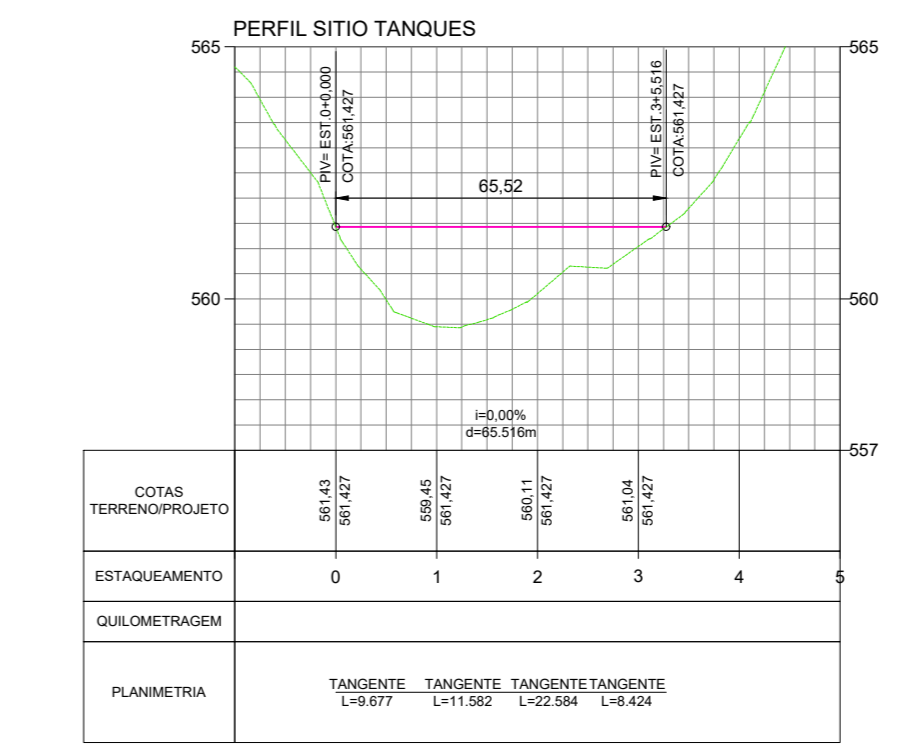 PERFIL SITIO TANQUES
565
565
PIV= EST.0+0,000
COTA:561,427
PIV= EST.3+5,516
COTA:561,427
65,52
560
560
i=0,00%
d=65.516m
557
COTAS
TERRENO/PROJETO
561,43
561,427
559,45
561,427
560,11
561,427
561,04
561,427
ESTAQUEAMENTO
0
1
2
3
4
5
QUILOMETRAGEM
PLANIMETRIA
TANGENTE
L=9.677
TANGENTE
L=11.582
TANGENTE
L=22.584
TANGENTE
L=8.424